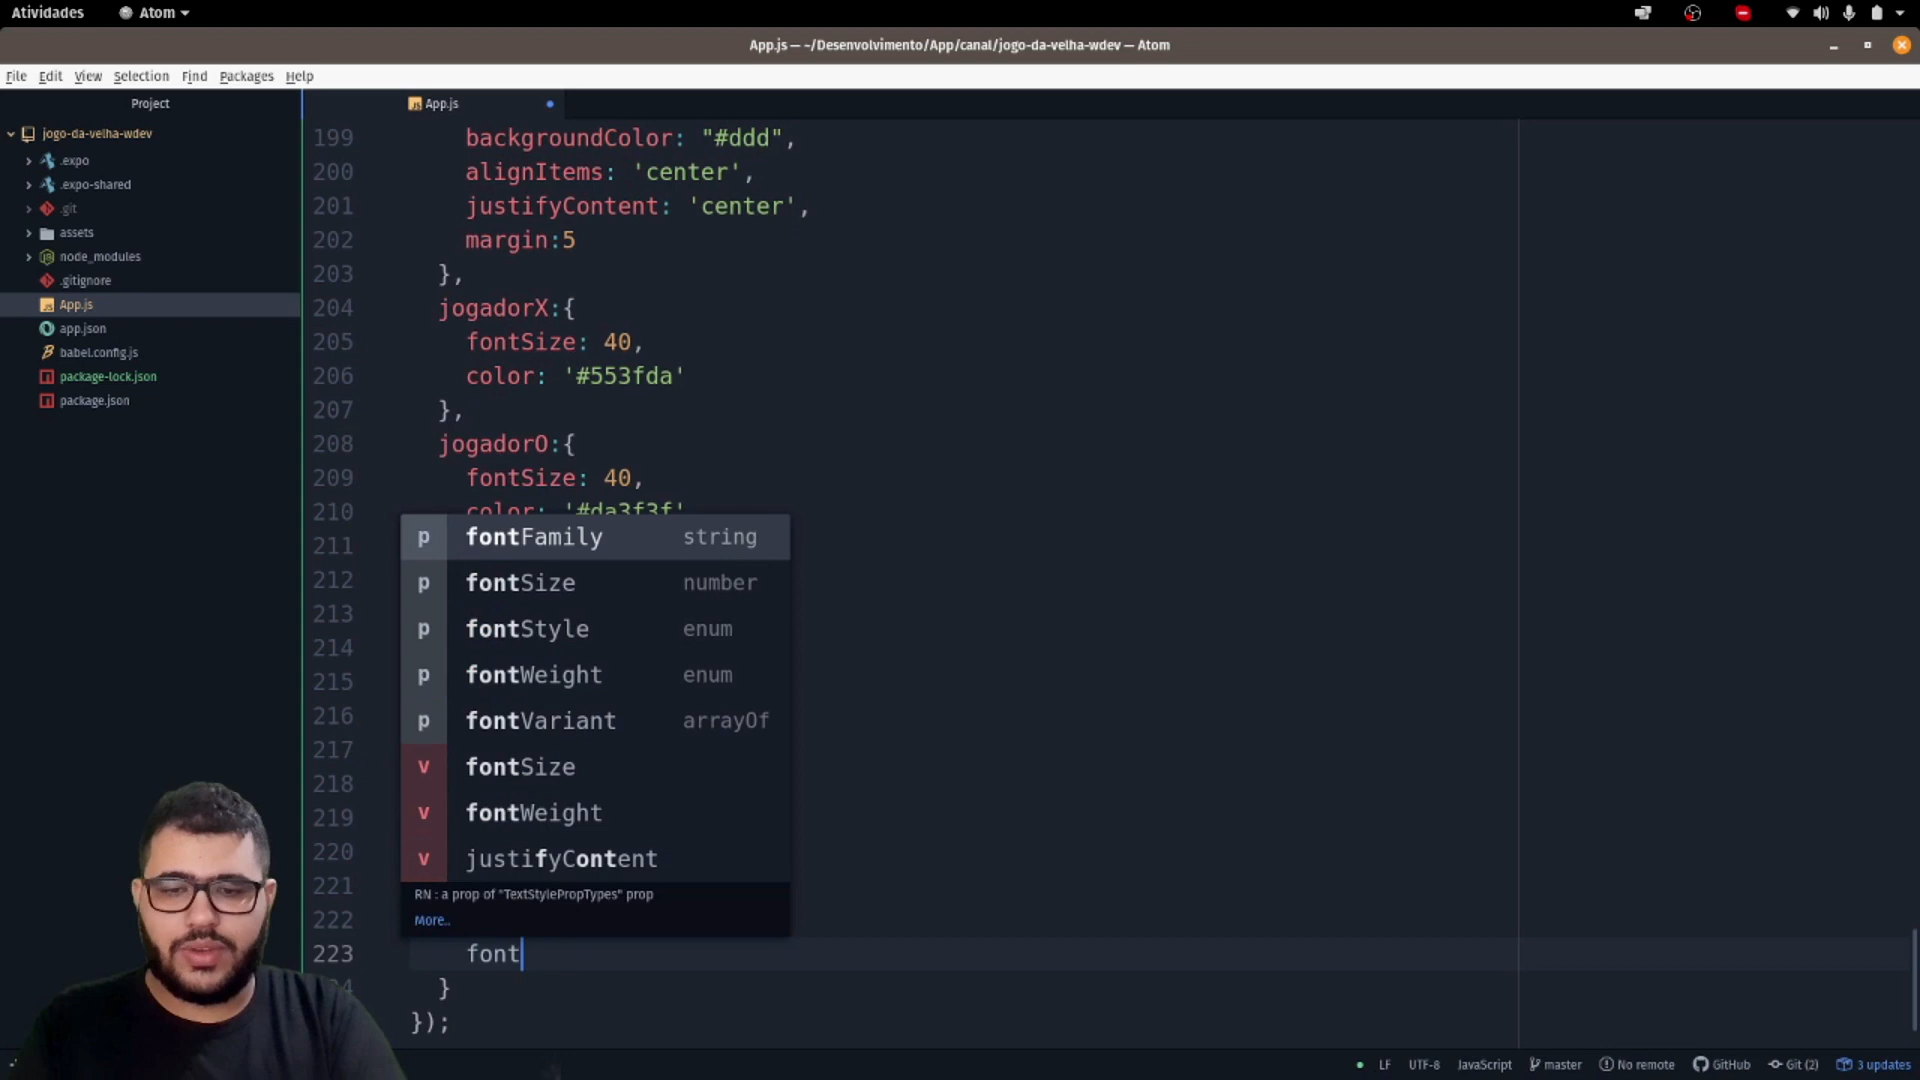 Atividades
Atom
App.js — ~/Desenvolvimento/App/canal/jogo-da-velha-wdev — Atom
File Edit View Selection Find Packages Help
Project
jogo-da-velha-wdev
.expo
.expo-shared
.git
assets
node_modules
.gitignore
App.js
app.json
babel.config.js
package-lock.json
package.json
App.js
199 backgroundColor: "#ddd",
200 alignItems: 'center',
201 justifyContent: 'center',
202 margin:5
203 },
204 jogadorX:{
205 fontSize: 40,
206 color: '#553fda'
207 },
208 jogadorO:{
209 fontSize: 40,
210 color: '#da3f3f'
211
212
213
214
215
216
217
218
219
220
221
222
p fontFamily string
p fontSize number
p fontStyle enum
p fontWeight enum
p fontVariant arrayOf
v fontSize
v fontWeight
v justifyContent
RN : a prop of "TextStylePropTypes" prop
More..
223 font
}
});
LF UTF-8 JavaScript master No remote GitHub Git (2) 3 updates